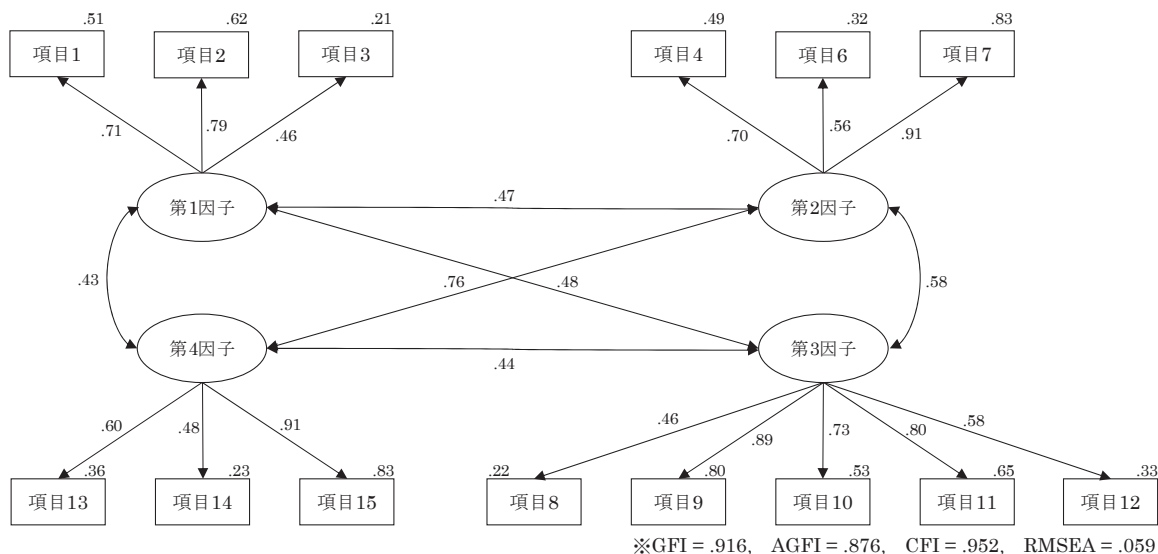 .51 .62 .21 .49 .32 .83
項目1 項目2 項目3 項目4 項目6 項目7
.71 .79 .46 .70 .56 .91
第1因子 .47 第2因子
.43 .76 .48 .58
第4因子 .44 第3因子
.60 .48 .91 .46 .89 .73 .80 .58
.36 .23 .83 .22 .80 .53 .65 .33
項目13 項目14 項目15 項目8 項目9 項目10 項目11 項目12
※GFI = .916, AGFI = .876, CFI = .952, RMSEA = .059